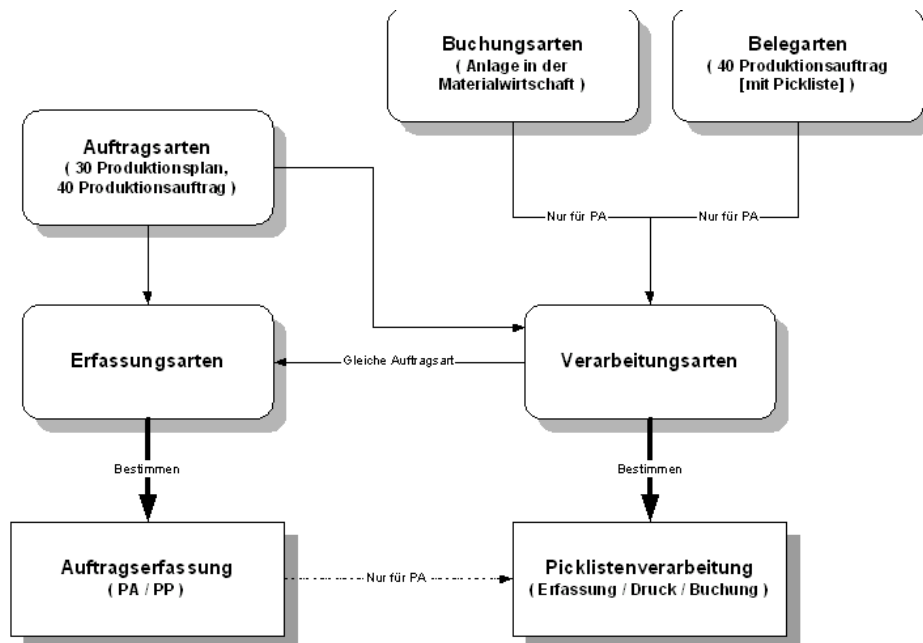 Buchungsarten
( Anlage in der
Materialwirtschaft )
Belegarten
( 40 Produktionsauftrag
[mit Pickliste] )
Auftragsarten
( 30 Produktionsplan,
40 Produktionsauftrag )
Nur für PA
Nur für PA
Erfassungsarten
Gleiche Auftragsart
Verarbeitungsarten
Bestimmen
Bestimmen
Auftragserfassung
( PA / PP )
Nur für PA
Picklistenverarbeitung
( Erfassung / Druck / Buchung )